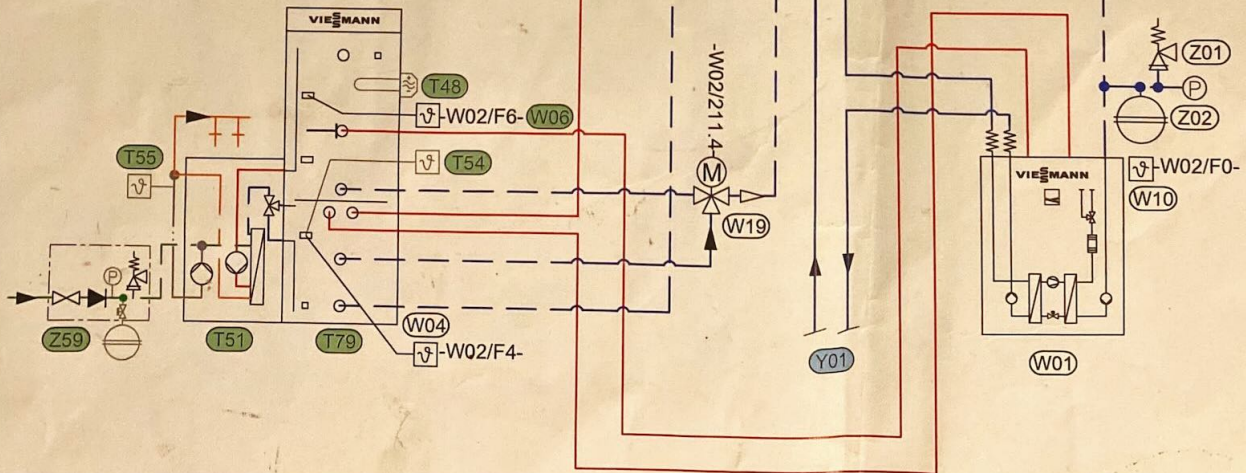 VIESMANN
T48
ϑ -W02/F6- W06
T55
ϑ
ϑ T54
-W02/211.4-
M
W19
P
Z59
T51
T79
W04
ϑ -W02/F4-
Y01
Z01
P
Z02
VIESMANN
ϑ -W02/F0-
W10
W01